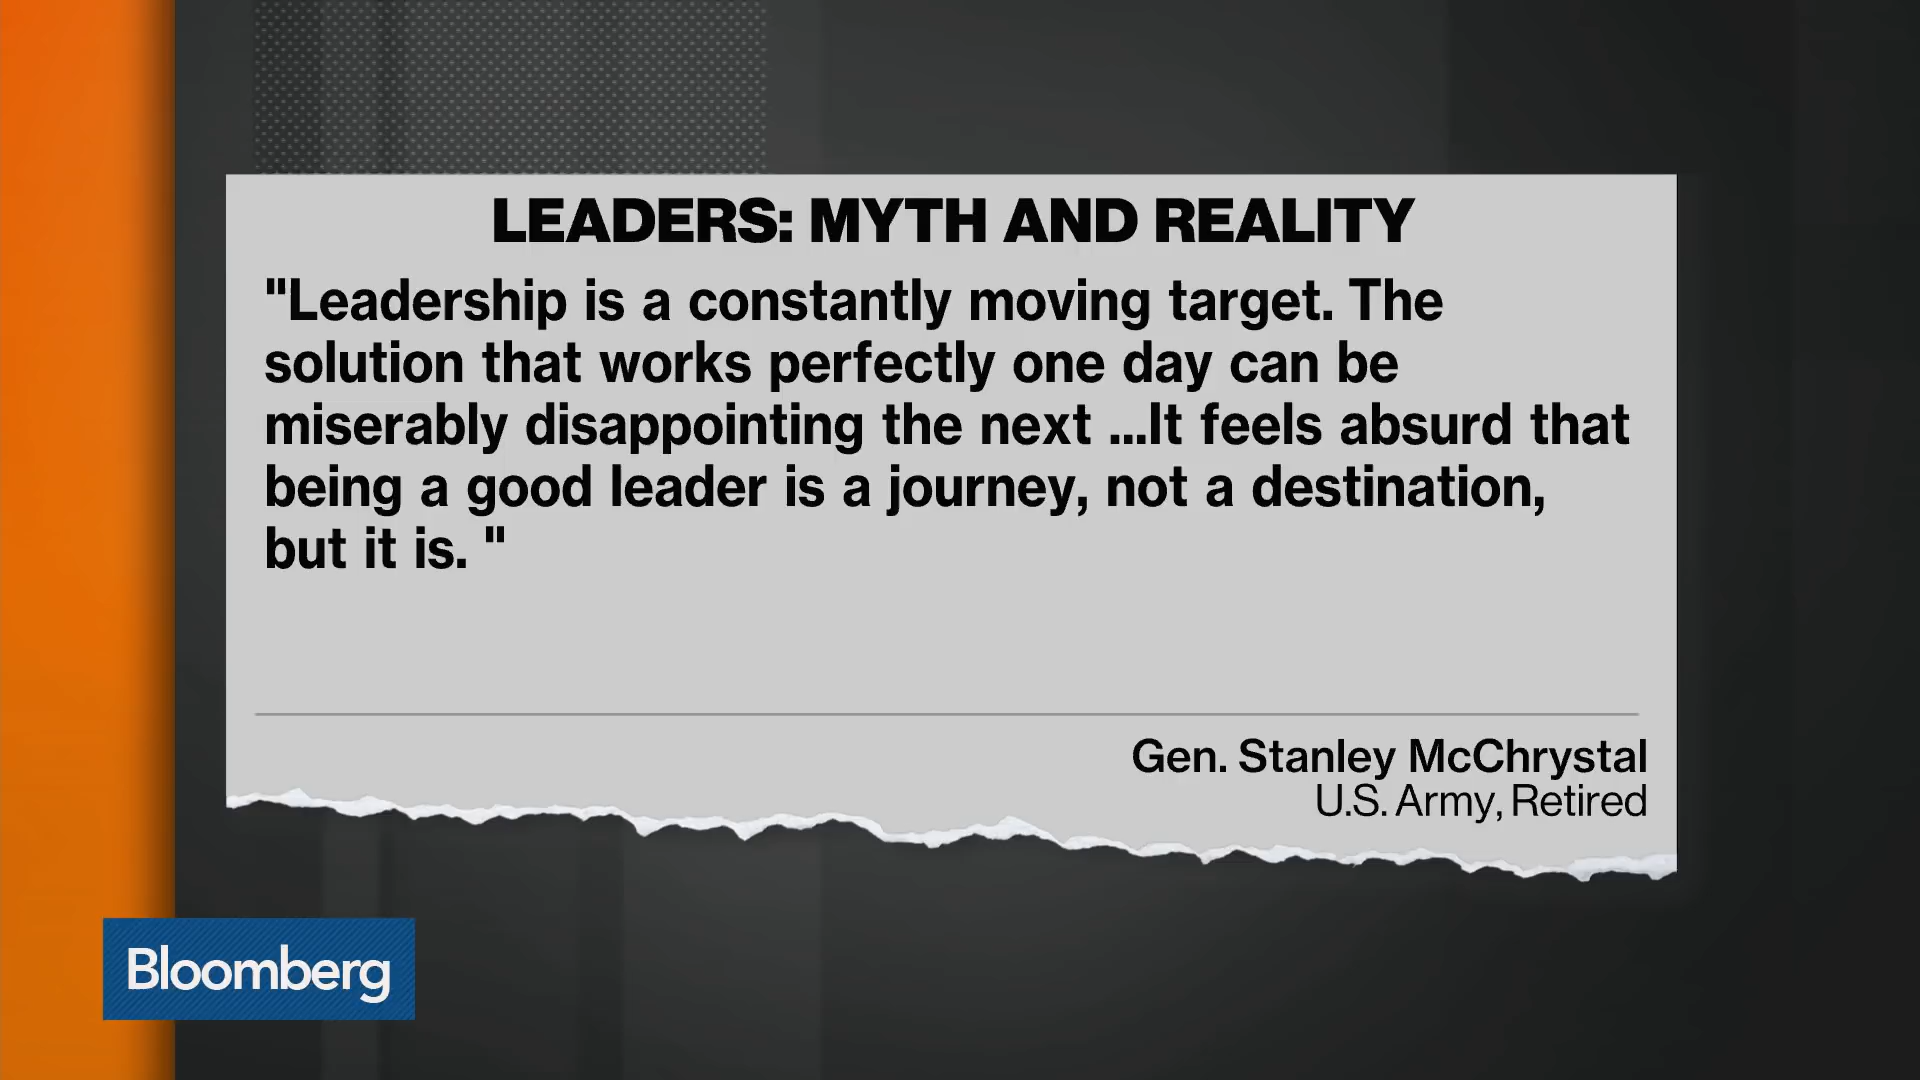 LEADERS: MYTH AND REALITY
"Leadership is a constantly moving target. The
solution that works perfectly one day can be
miserably disappointing the next ...It feels absurd that
being a good leader is a journey, not a destination,
but it is. "
Gen. Stanley McChrystal
U.S. Army, Retired
Bloomberg